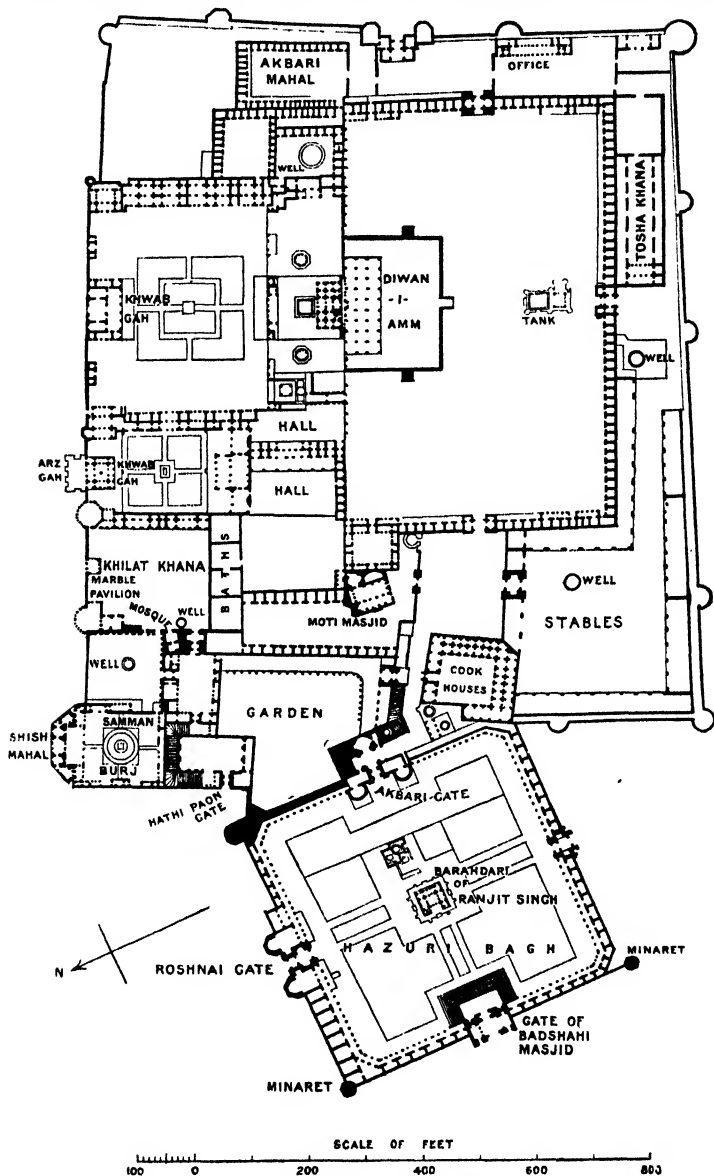 AKBARI
MAHAL
OFFICE
WELL
TOSHA KHANA
KHWAB
GAH
DIWAN
-I-
AMM
TANK
WELL
HALL
ARZ
GAH
KHWAB
GAH
HALL
KHILAT KHANA
MARBLE
PAVILION
BATHS
MOSQUE
WELL
MOTI MASJID
WELL
STABLES
WELL
COOK
HOUSES
GARDEN
SHISH
MAHAL
SAMMAN
BURJ
HATHI PAON
GATE
AKBARI GATE
BARAHDARI
OF
RANJIT SINGH
HAZURI BAGH
N
ROSHNAI GATE
MINARET
GATE OF
BADSHAHI
MASJID
MINARET
SCALE OF FEET
100 0 200 400 600 803